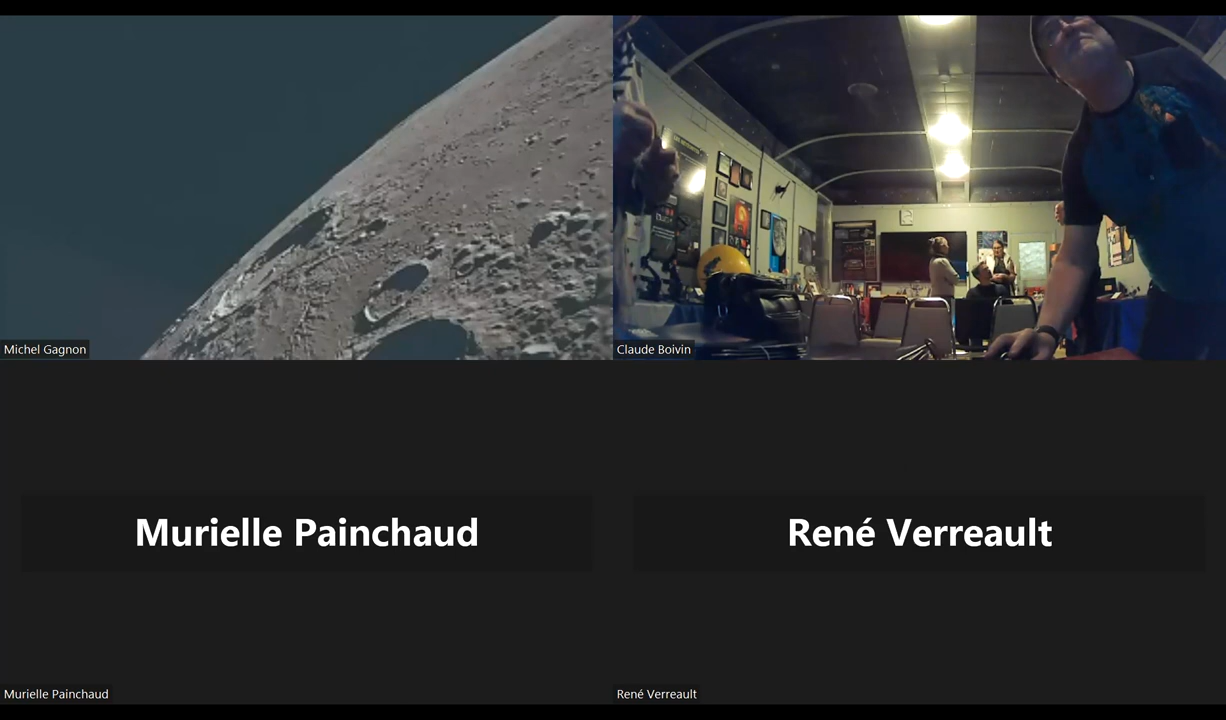 Michel Gagnon
Claude Boivin
Murielle Painchaud
René Verreault
Murielle Painchaud
René Verreault